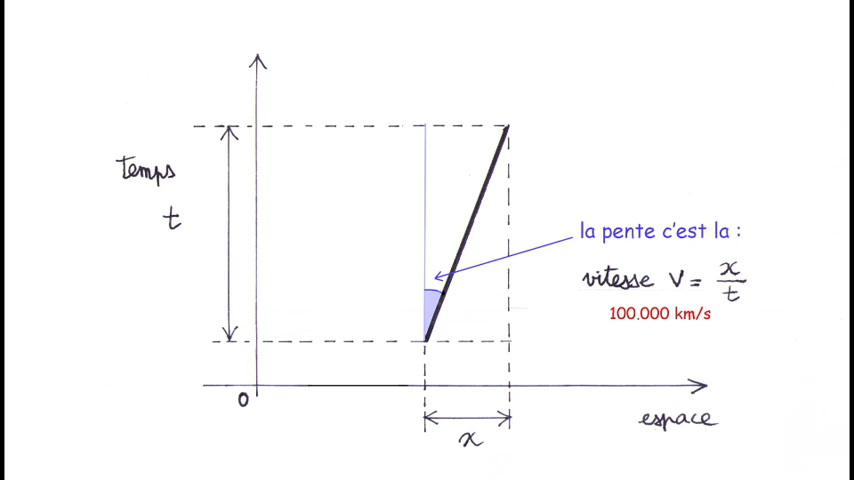 temps
t
la pente c'est la :
vitesse V = x/t
100.000 km/s
0
espace
x